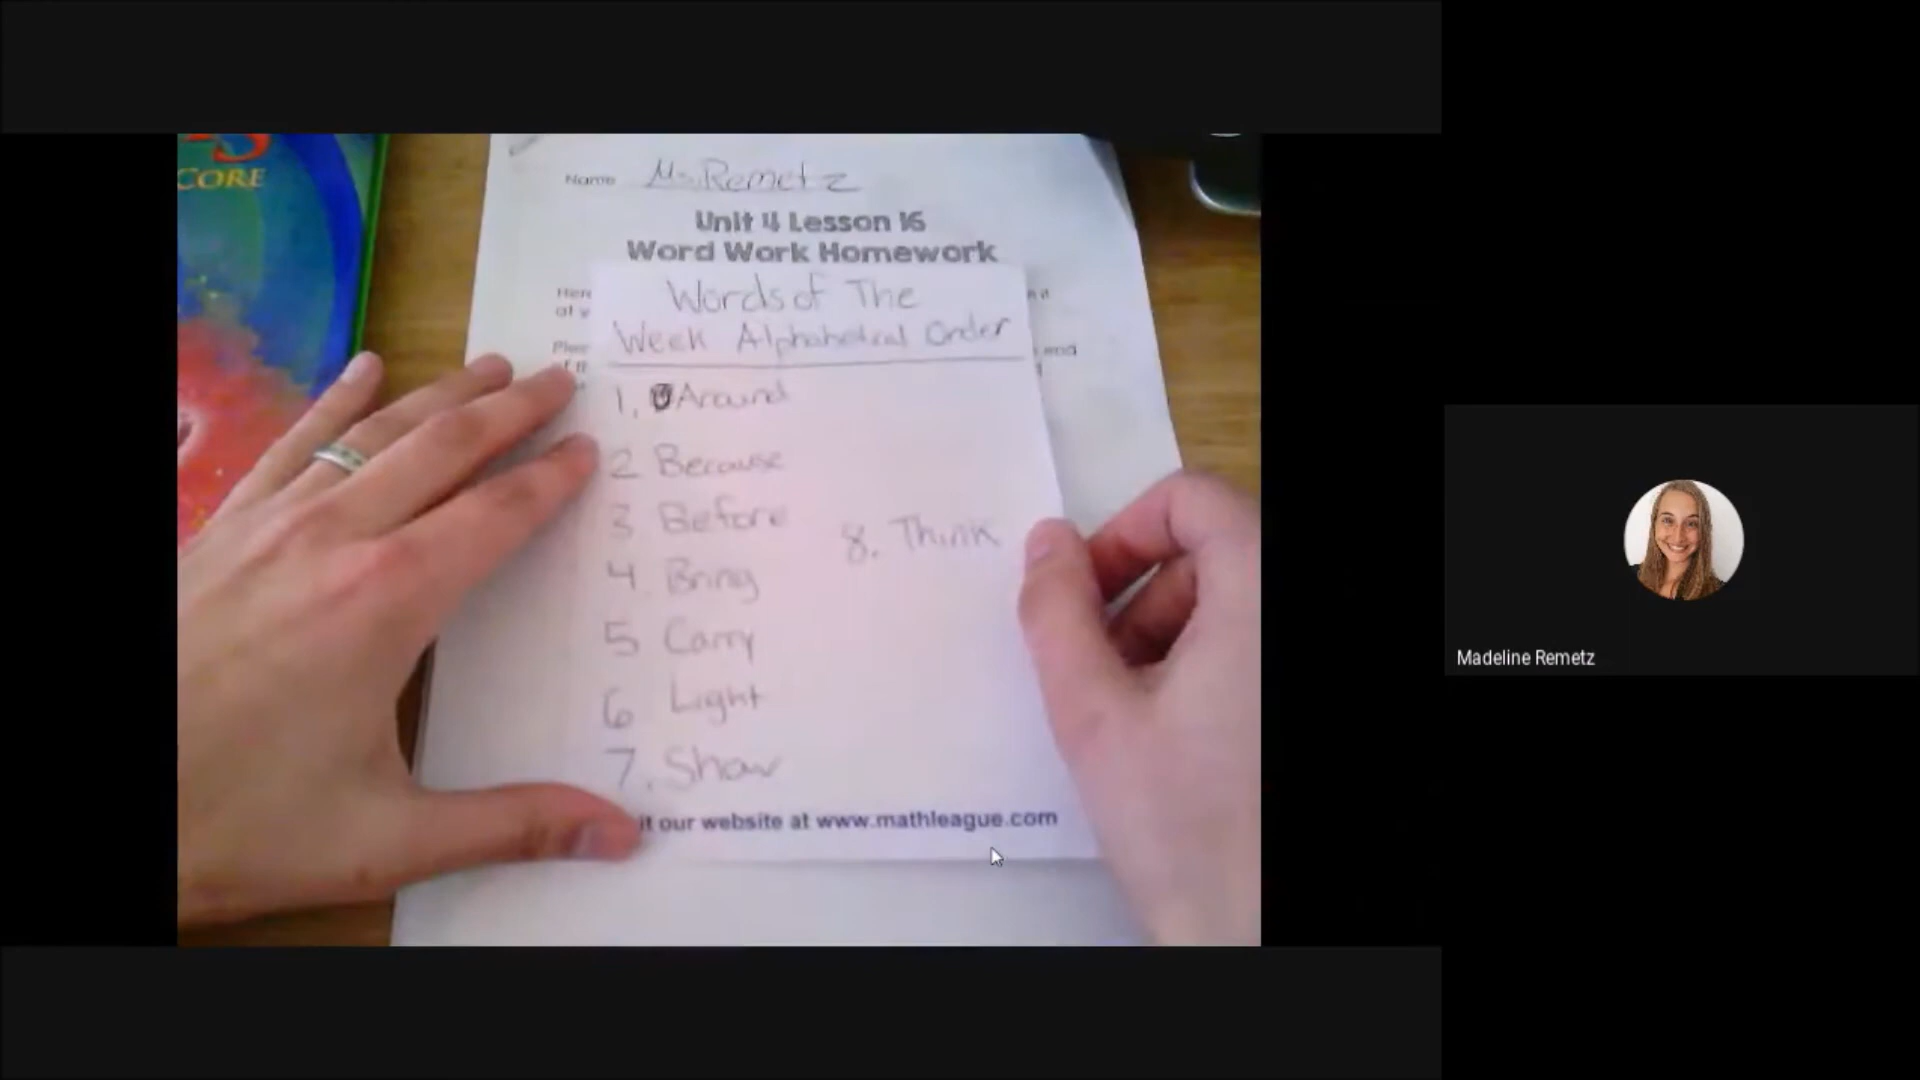 CORE
Name Ms. Remetz
Unit 4 Lesson 16
Word Work Homework
Words of The
Week Alphabetical Order
1. Around
2 Because
3 Before
4 Bring
5 Carry
6 Light
7. Show
8. Think
it our website at www.mathleague.com
Madeline Remetz